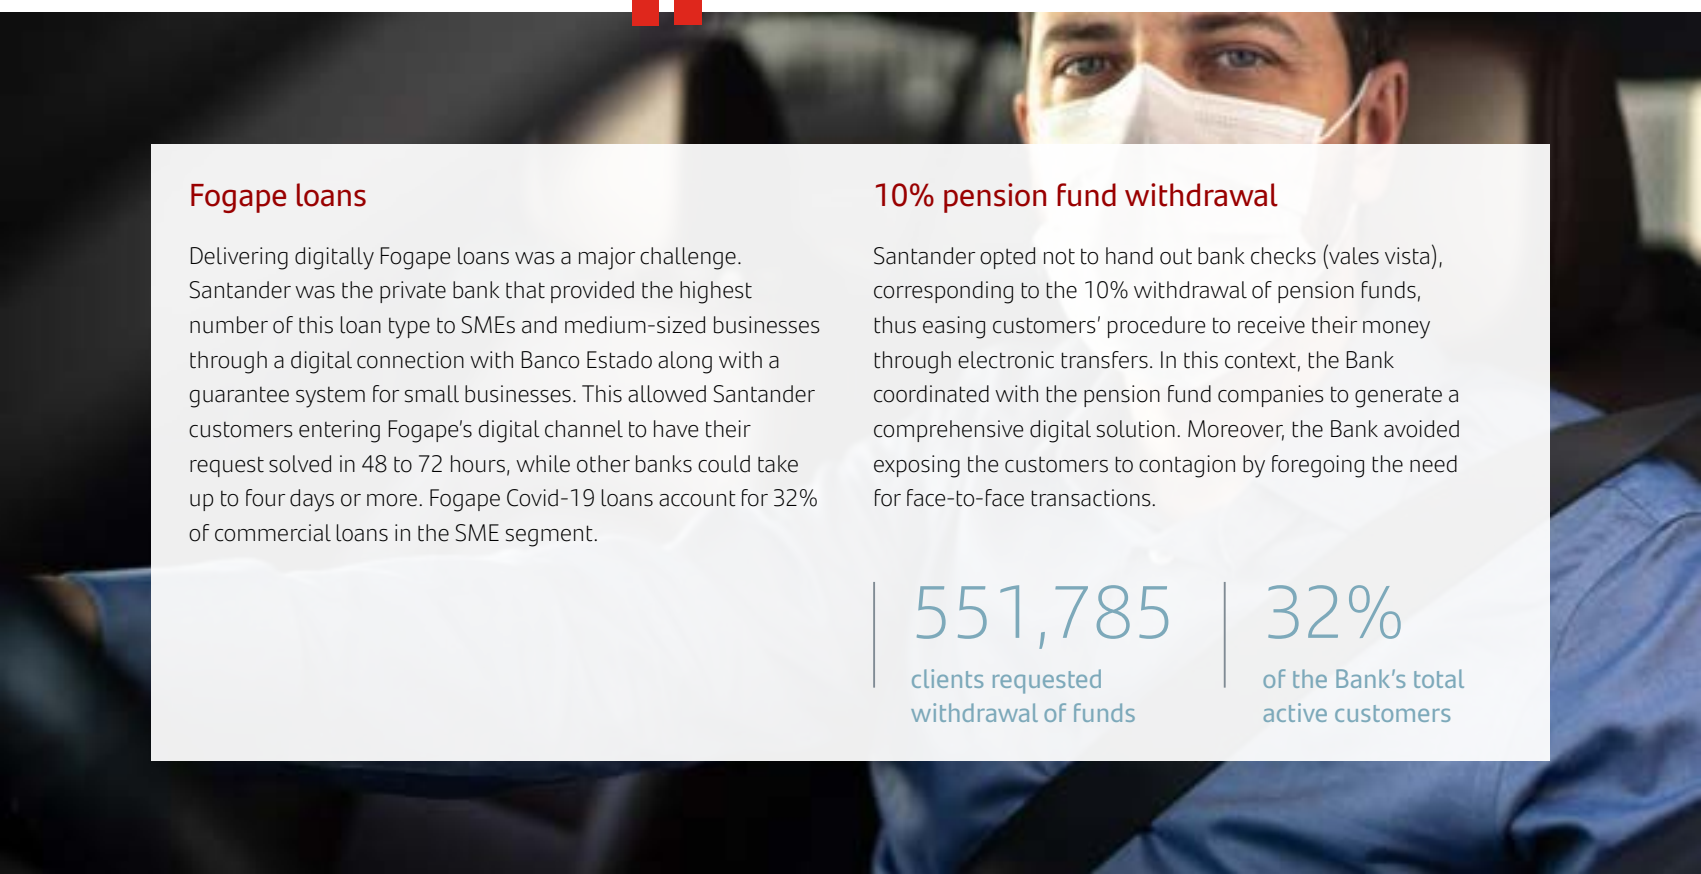 Fogape loans
Delivering digitally Fogape loans was a major challenge.
Santander was the private bank that provided the highest
number of this loan type to SMEs and medium-sized businesses
through a digital connection with Banco Estado along with a
guarantee system for small businesses. This allowed Santander
customers entering Fogape’s digital channel to have their
request solved in 48 to 72 hours, while other banks could take
up to four days or more. Fogape Covid-19 loans account for 32%
of commercial loans in the SME segment.
10% pension fund withdrawal
Santander opted not to hand out bank checks (vales vista),
corresponding to the 10% withdrawal of pension funds,
thus easing customers’ procedure to receive their money
through electronic transfers. In this context, the Bank
coordinated with the pension fund companies to generate a
comprehensive digital solution. Moreover, the Bank avoided
exposing the customers to contagion by foregoing the need
for face-to-face transactions.
551,785
clients requested
withdrawal of funds
32%
of the Bank’s total
active customers